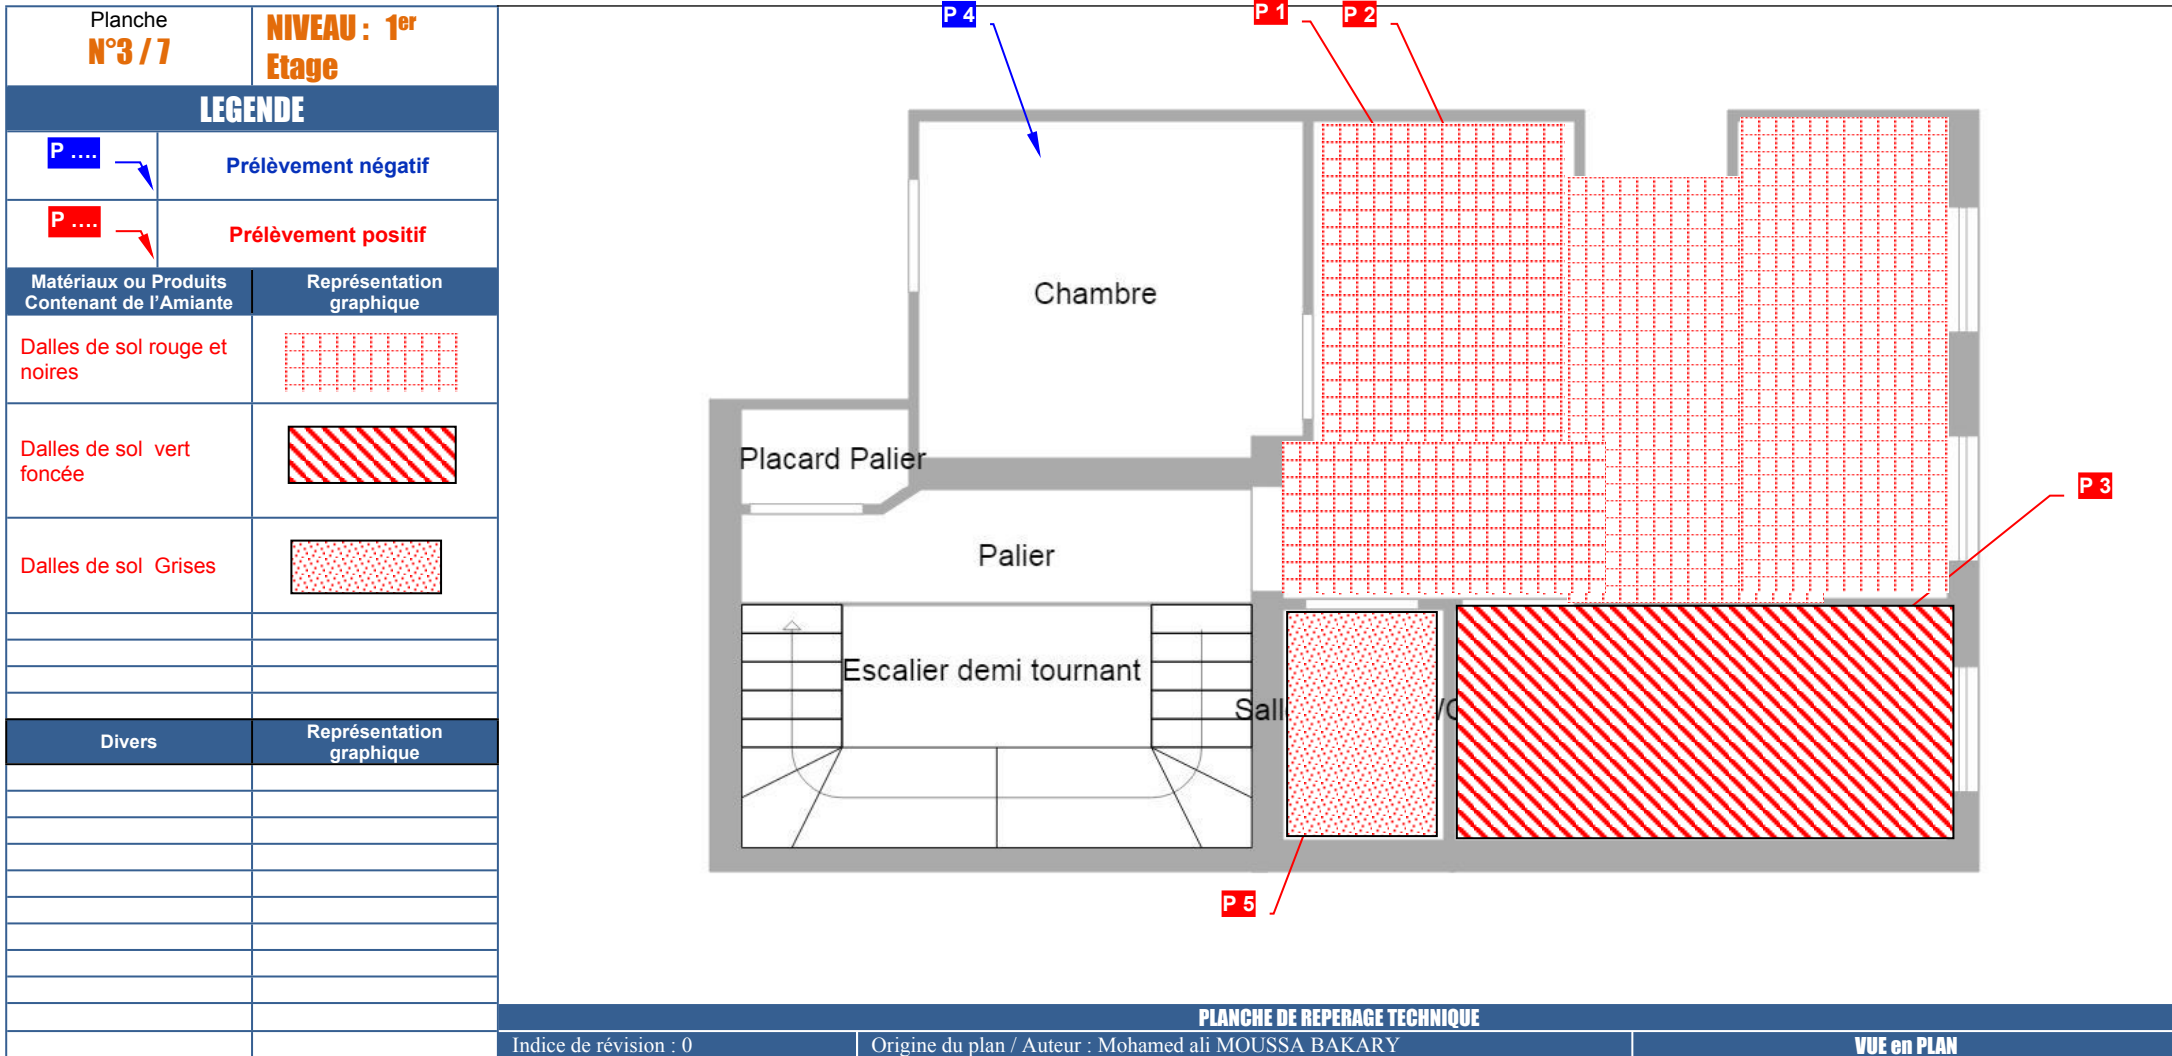 Planche
N°3 / 7
NIVEAU : 1er
Etage
LEGENDE
P ....
Prélèvement négatif
P ....
Prélèvement positif
Matériaux ou Produits
Contenant de l'Amiante
Représentation
graphique
Dalles de sol rouge et
noires
Dalles de sol vert
foncée
Dalles de sol Grises
Divers
Représentation
graphique
P 4
P 1
P 2
Chambre
Placard Palier
P 3
Palier
Escalier demi tournant
P 5
PLANCHE DE REPERAGE TECHNIQUE
Indice de révision : 0
Origine du plan / Auteur : Mohamed ali MOUSSA BAKARY
VUE en PLAN